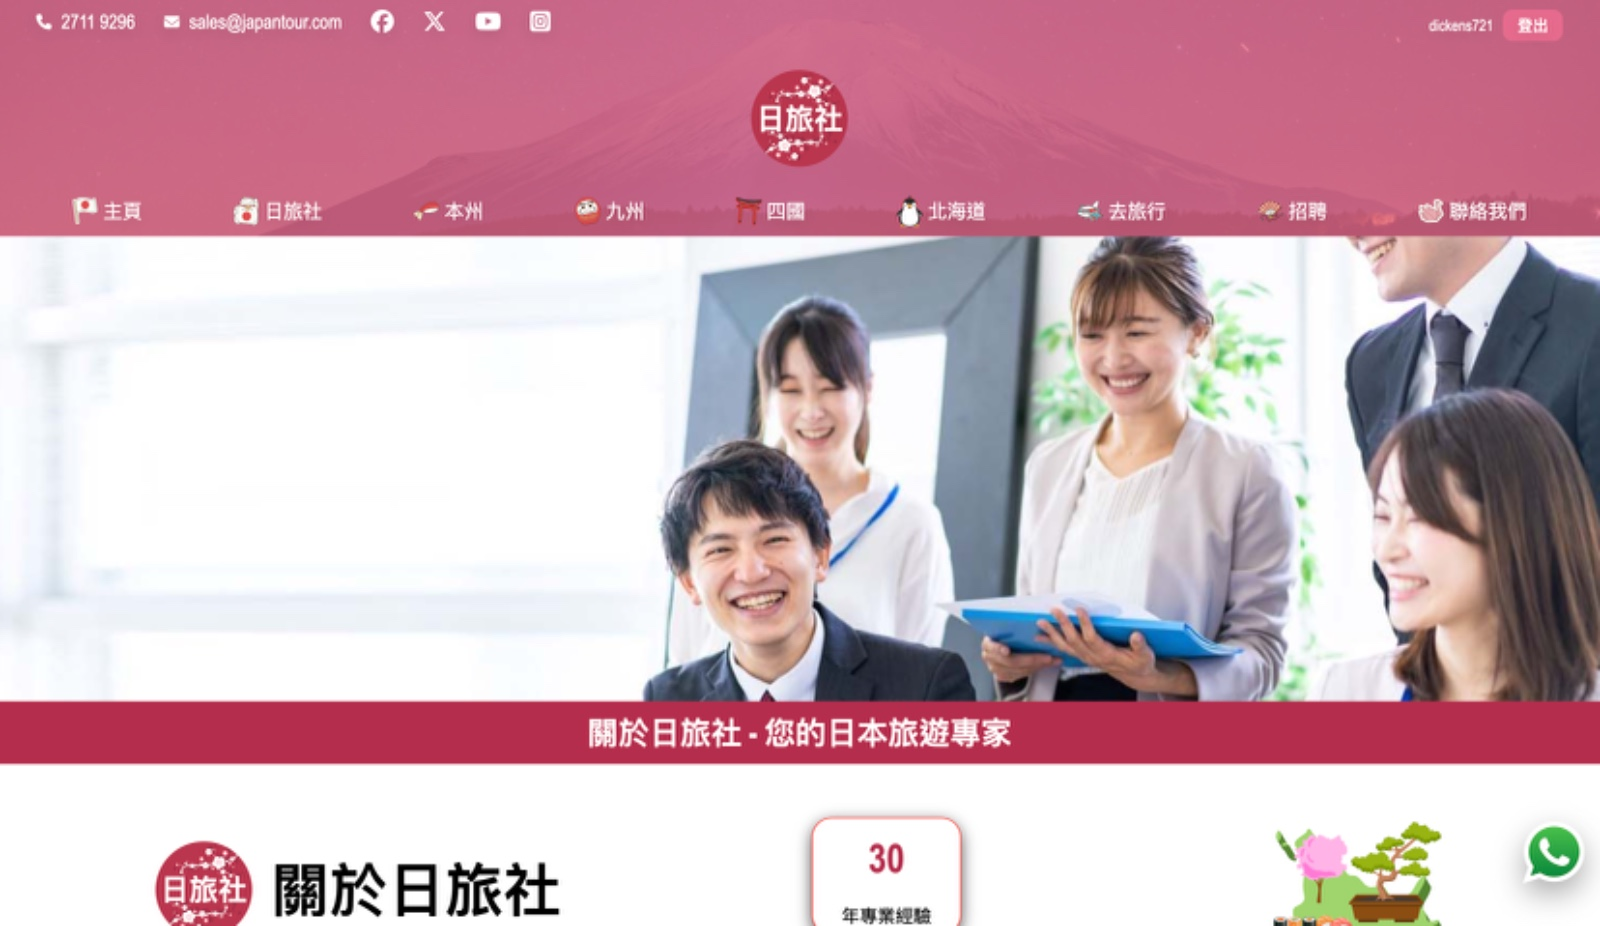 2711 9296 sales@japantour.com
dickens721 登出
日旅社
主頁 日旅社 本州 九州 四國 北海道 去旅行 招聘 聯絡我們
關於日旅社 - 您的日本旅遊專家
日旅社 關於日旅社
30
年專業經驗